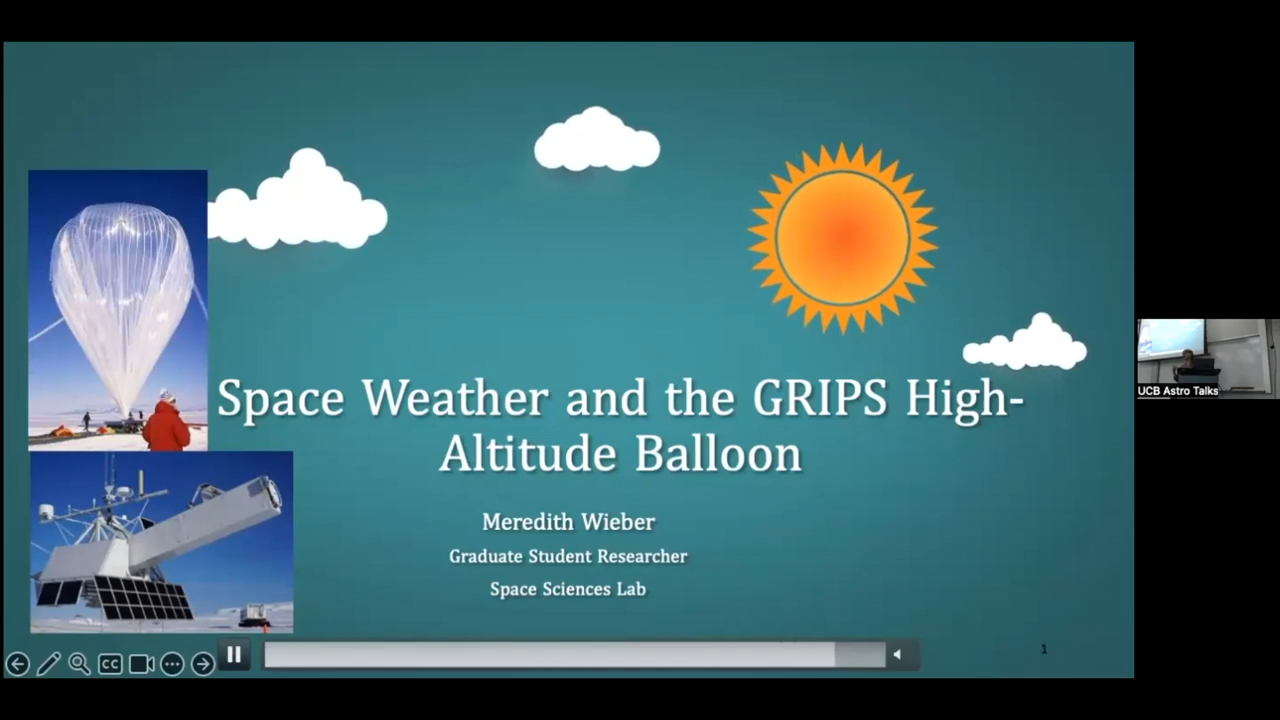 Space Weather and the GRIPS High-
Altitude Balloon
Meredith Wieber
Graduate Student Researcher
Space Sciences Lab
UCB Astro Talks
CC
1